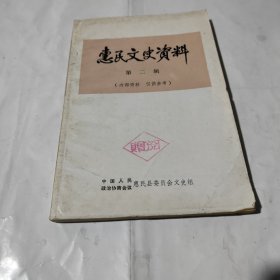 惠民文史资料
第二辑
（内部资料 仅供参考）
中国人民
政治协商会议 惠民县委员会文史组